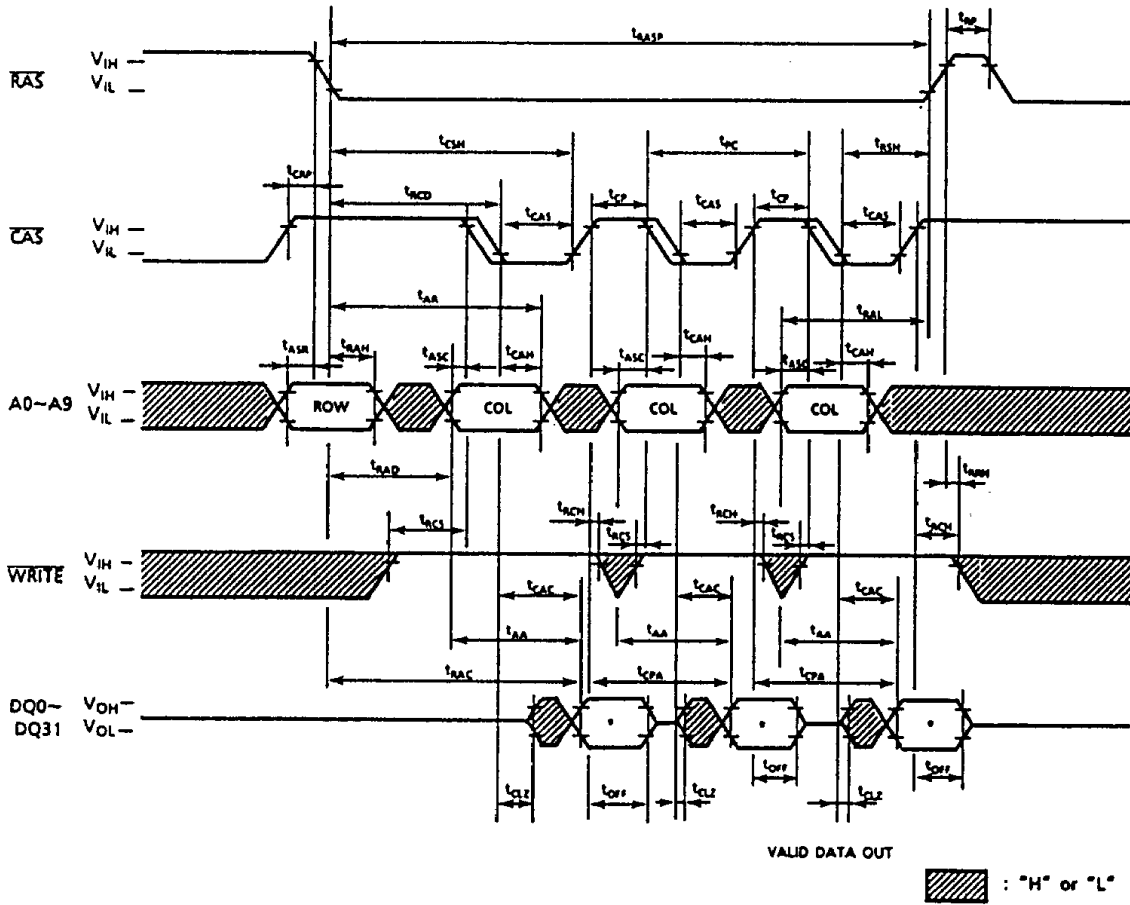 tRP
tRASP
RAS
VIH
VIL
tCSH
tPC
tRSH
tCRP
tRCD
tCP
tCP
tCAS
tCAS
tCAS
CAS
VIH
VIL
tAR
tRAL
tASR
tRAH
tASC
tCAH
tASC
tCAH
tASC
tCAH
A0~A9
VIH
VIL
ROW
COL
COL
COL
tRAD
tRRH
tRCS
tRCH
tRCS
tRCH
tRCS
tRCH
WRITE
VIH
VIL
tCAC
tCAC
tCAC
tAA
tAA
tAA
tRAC
tCPA
tCPA
DQ0~
DQ31
VOH
VOL
tOFF
tOFF
tCLZ
tOFF
tCLZ
tCLZ
VALID DATA OUT
: "H" or "L"